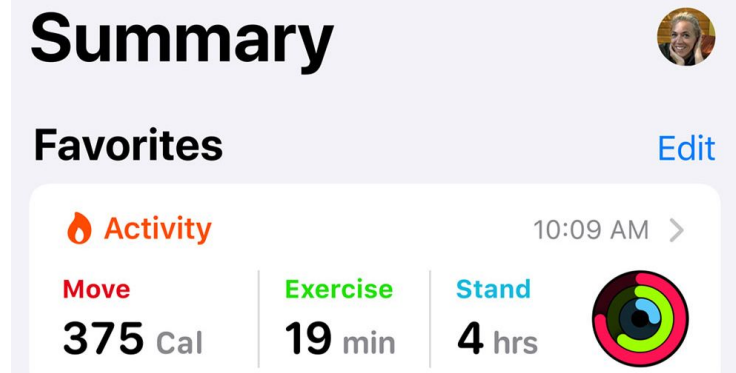 Summary
Favorites Edit
Activity 10:09 AM
Move Exercise Stand
375 Cal 19 min 4 hrs